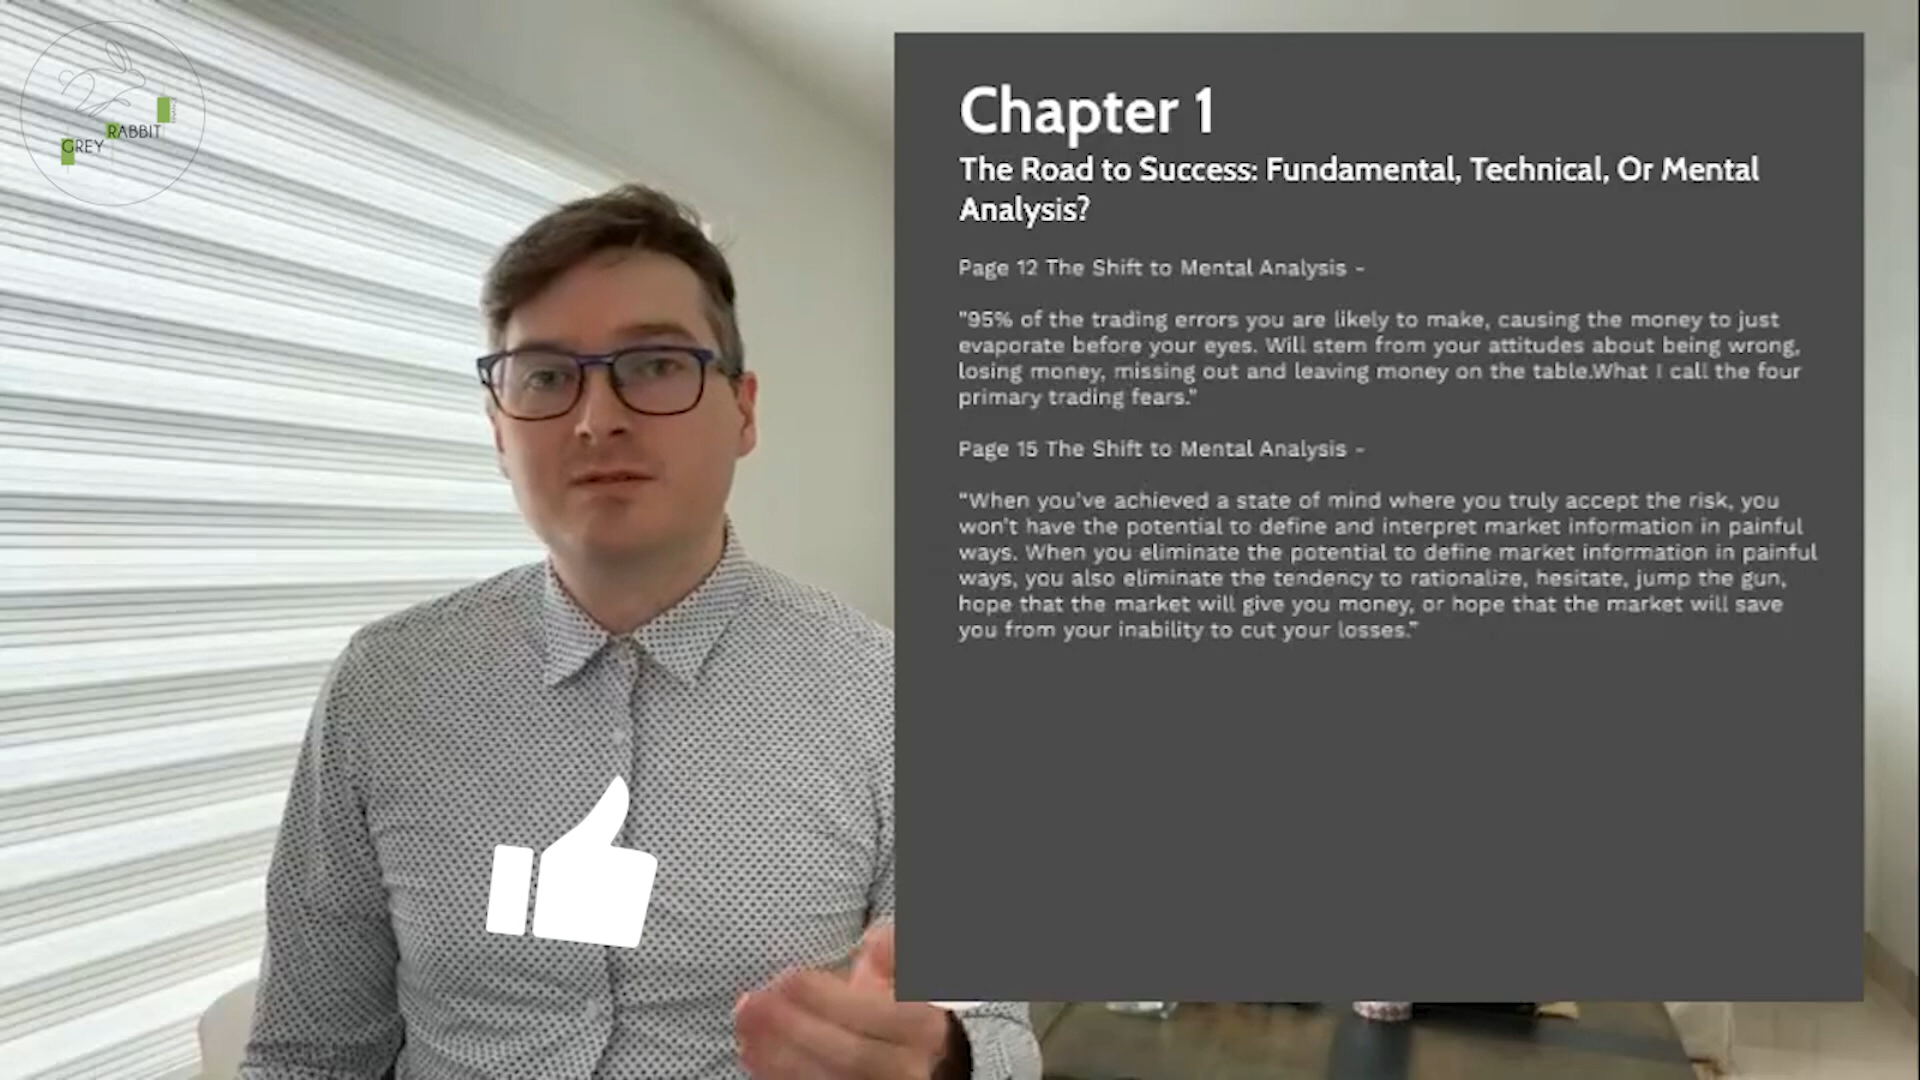 GREY RABBIT
Chapter 1
The Road to Success: Fundamental, Technical, Or Mental
Analysis?
Page 12 The Shift to Mental Analysis -
"95% of the trading errors you are likely to make, causing the money to just
evaporate before your eyes. Will stem from your attitudes about being wrong,
losing money, missing out and leaving money on the table.What I call the four
primary trading fears."
Page 15 The Shift to Mental Analysis -
"When you've achieved a state of mind where you truly accept the risk, you
won't have the potential to define and interpret market information in painful
ways. When you eliminate the potential to define market information in painful
ways, you also eliminate the tendency to rationalize, hesitate, jump the gun,
hope that the market will give you money, or hope that the market will save
you from your inability to cut your losses."